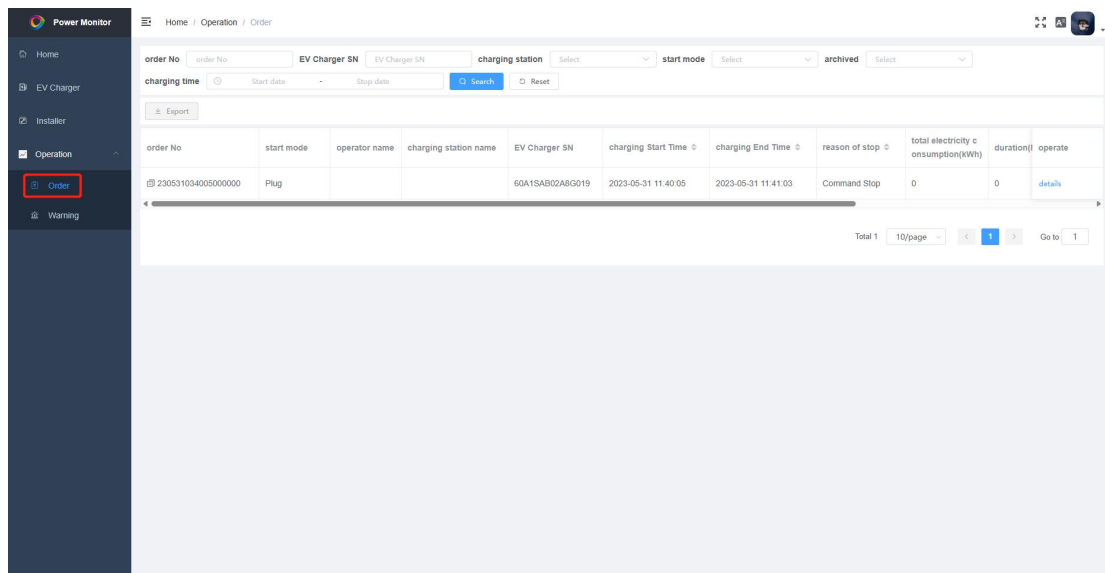 Power Monitor
Home / Operation / Order
Home
EV Charger
Installer
Operation
Order
Warning
order No order No EV Charger SN EV Charger SN charging station Select start mode Select archived Select
charging time Start date - Stop date Search Reset
Export
order No start mode operator name charging station name EV Charger SN charging Start Time charging End Time reason of stop total electricity c
onsumption(kWh) duration( operate
230531034005000000 Plug 60A1SAB02A8G019 2023-05-31 11:40:05 2023-05-31 11:41:03 Command Stop 0 0 details
Total 1 10/page < 1 > Go to 1